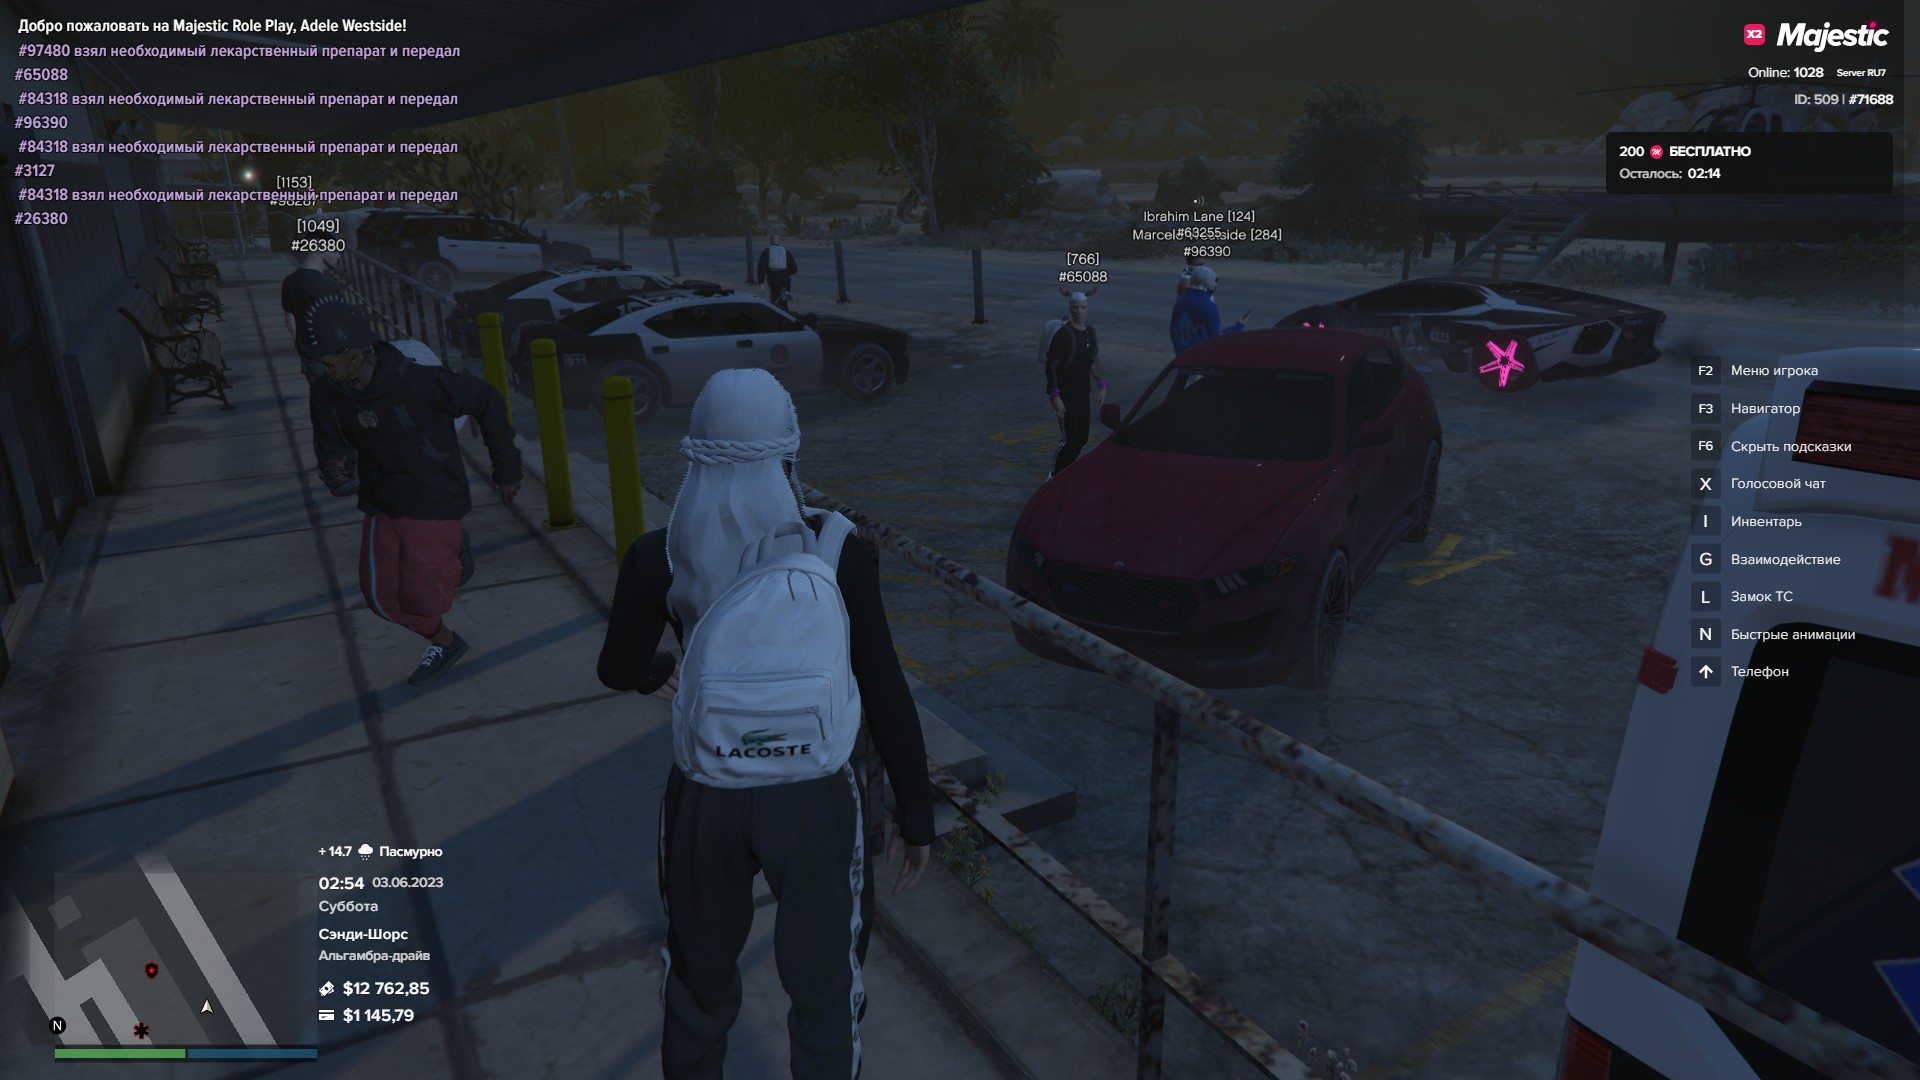 Добро пожаловать на Majestic Role Play, Adele Westside!
#97480 взял необходимый лекарственный препарат и передал
#65088
#84318 взял необходимый лекарственный препарат и передал
#96390
#84318 взял необходимый лекарственный препарат и передал
#3127
#84318 взял необходимый лекарственный препарат и передал
#26380
[1153]
[1049]
#26380
[766]
#65088
Ibrahim Lane [124]
#63255
[284]
#96390
X2 Majestic
Online: 1028 Server RU7
ID: 509 | #71688
200 БЕСПЛАТНО
Осталось: 02:14
F2 Меню игрока
F3 Навигатор
F6 Скрыть подсказки
X Голосовой чат
I Инвентарь
G Взаимодействие
L Замок ТС
N Быстрые анимации
Телефон
LACOSTE
+14.7 Пасмурно
02:54 03.06.2023
Суббота
Сэнди-Шорс
Альгамбра-драйв
$12 762,85
$1 145,79
N